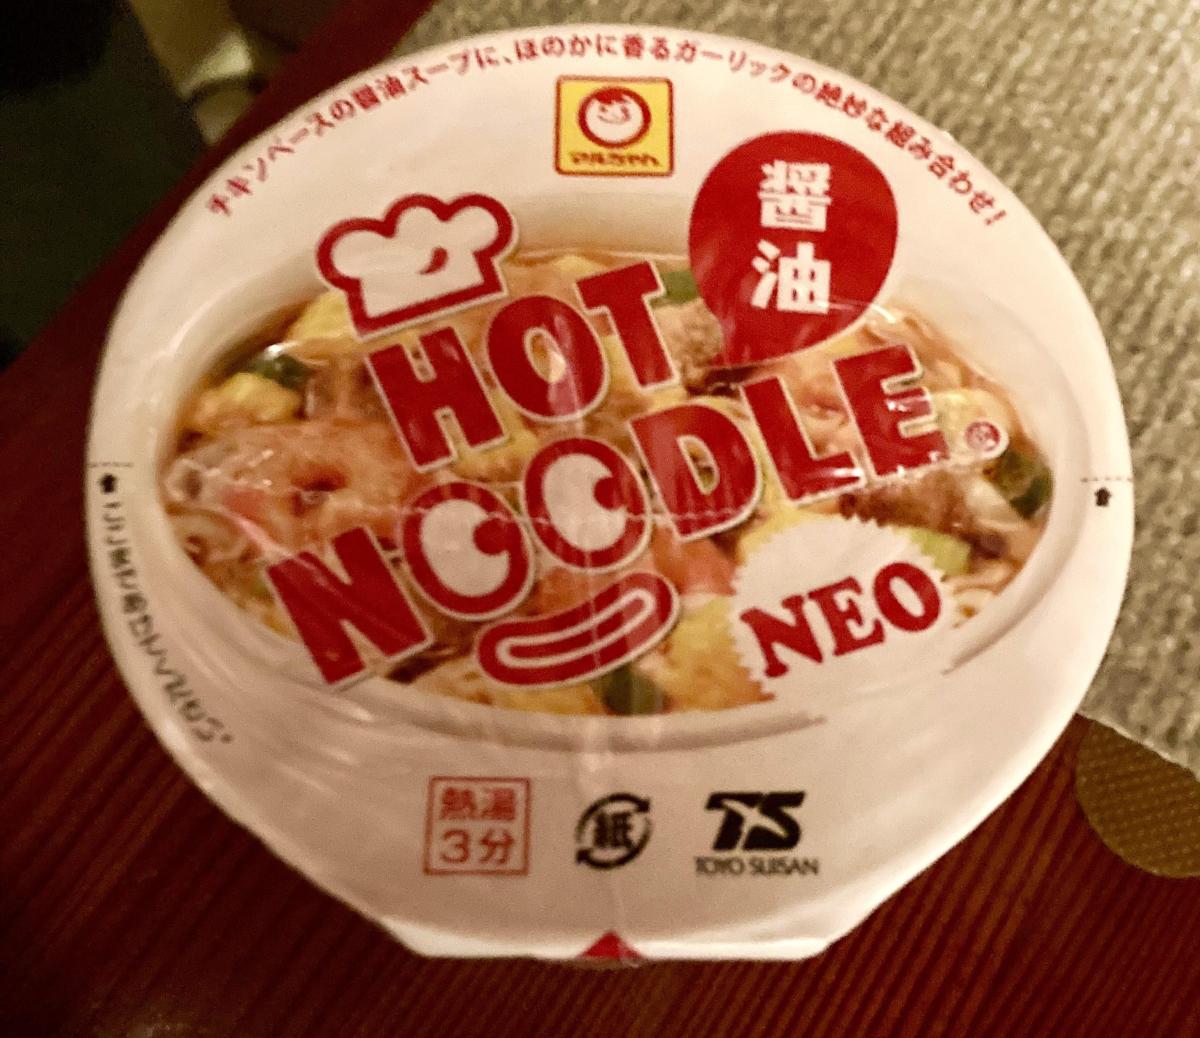 チキンベースの醤油スープに、ほのかに香るガーリックの絶妙な組み合わせ!
マルちゃん
醤油
HOT
NOODLE
NEO
熱湯
3分
紙
TS
TOYO SUISAN